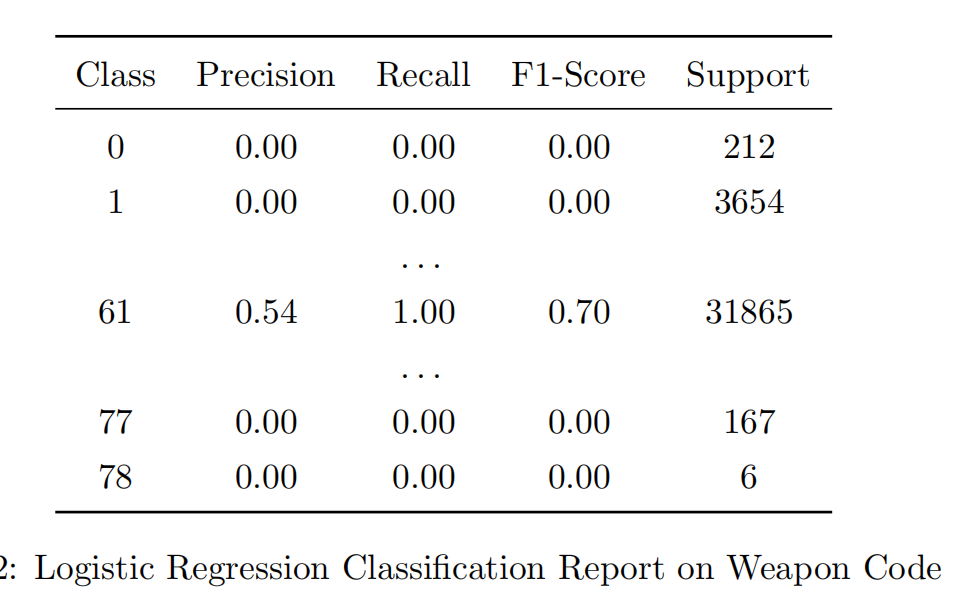 Class Precision Recall F1-Score Support
0 0.00 0.00 0.00 212
1 0.00 0.00 0.00 3654
...
61 0.54 1.00 0.70 31865
...
77 0.00 0.00 0.00 167
78 0.00 0.00 0.00 6
2: Logistic Regression Classification Report on Weapon Code